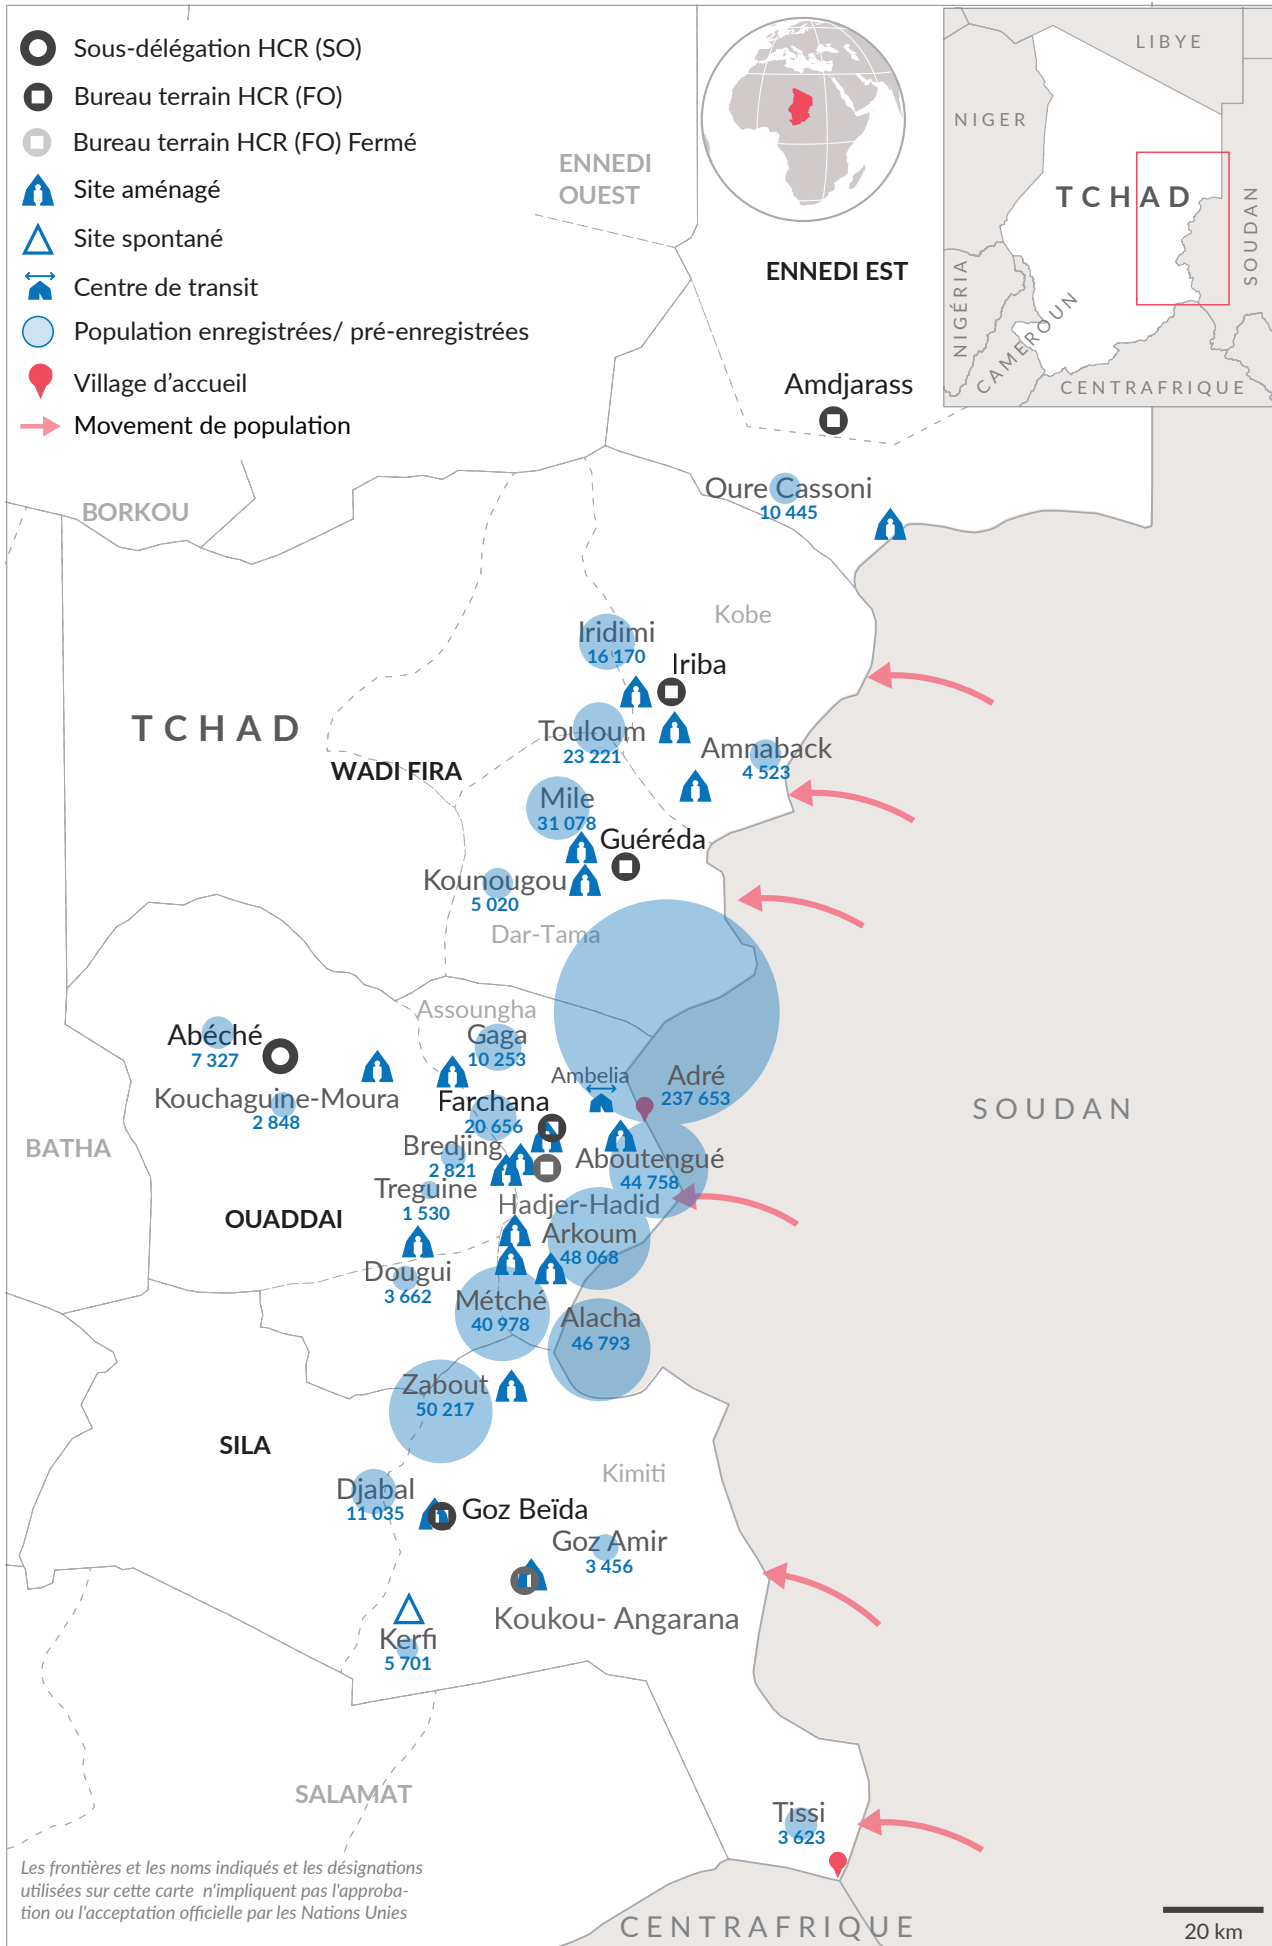 Sous-délégation HCR (SO)
Bureau terrain HCR (FO)
Bureau terrain HCR (FO) Fermé
Site aménagé
Site spontané
Centre de transit
Population enregistrées/ pré-enregistrées
Village d'accueil
Movement de population
LIBYE
NIGER
TCHAD
SOUDAN
NIGÉRIA
CAMEROUN
CENTRAFRIQUE
ENNEDI
OUEST
ENNEDI EST
Amdjarass
Oure Cassoni
10 445
BORKOU
Kobe
Iridimi
16 170
Iriba
TCHAD
Touloum
23 221
Amnaback
4 523
WADI FIRA
Mile
31 078
Guéréda
Kounougou
5 020
Dar-Tama
Assoungha
Gaga
10 253
Abéché
7 327
Ambelia
Adré
237 653
Kouchaguine-Moura
2 848
Farchana
20 656
SOUDAN
BATHA
Bredjing
2 821
Aboutengué
44 758
Treguine
1 530
Hadjer-Hadid
OUADDAI
Arkoum
48 068
Dougui
3 662
Métché
40 978
Alacha
46 793
Zabout
50 217
SILA
Kimiti
Djabal
11 035
Goz Beïda
Goz Amir
3 456
Koukou- Angarana
Kerfi
5 701
SALAMAT
Tissi
3 623
Les frontières et les noms indiqués et les désignations
utilisées sur cette carte n'impliquent pas l'approba-
tion ou l'acceptation officielle par les Nations Unies
CENTRAFRIQUE
20 km